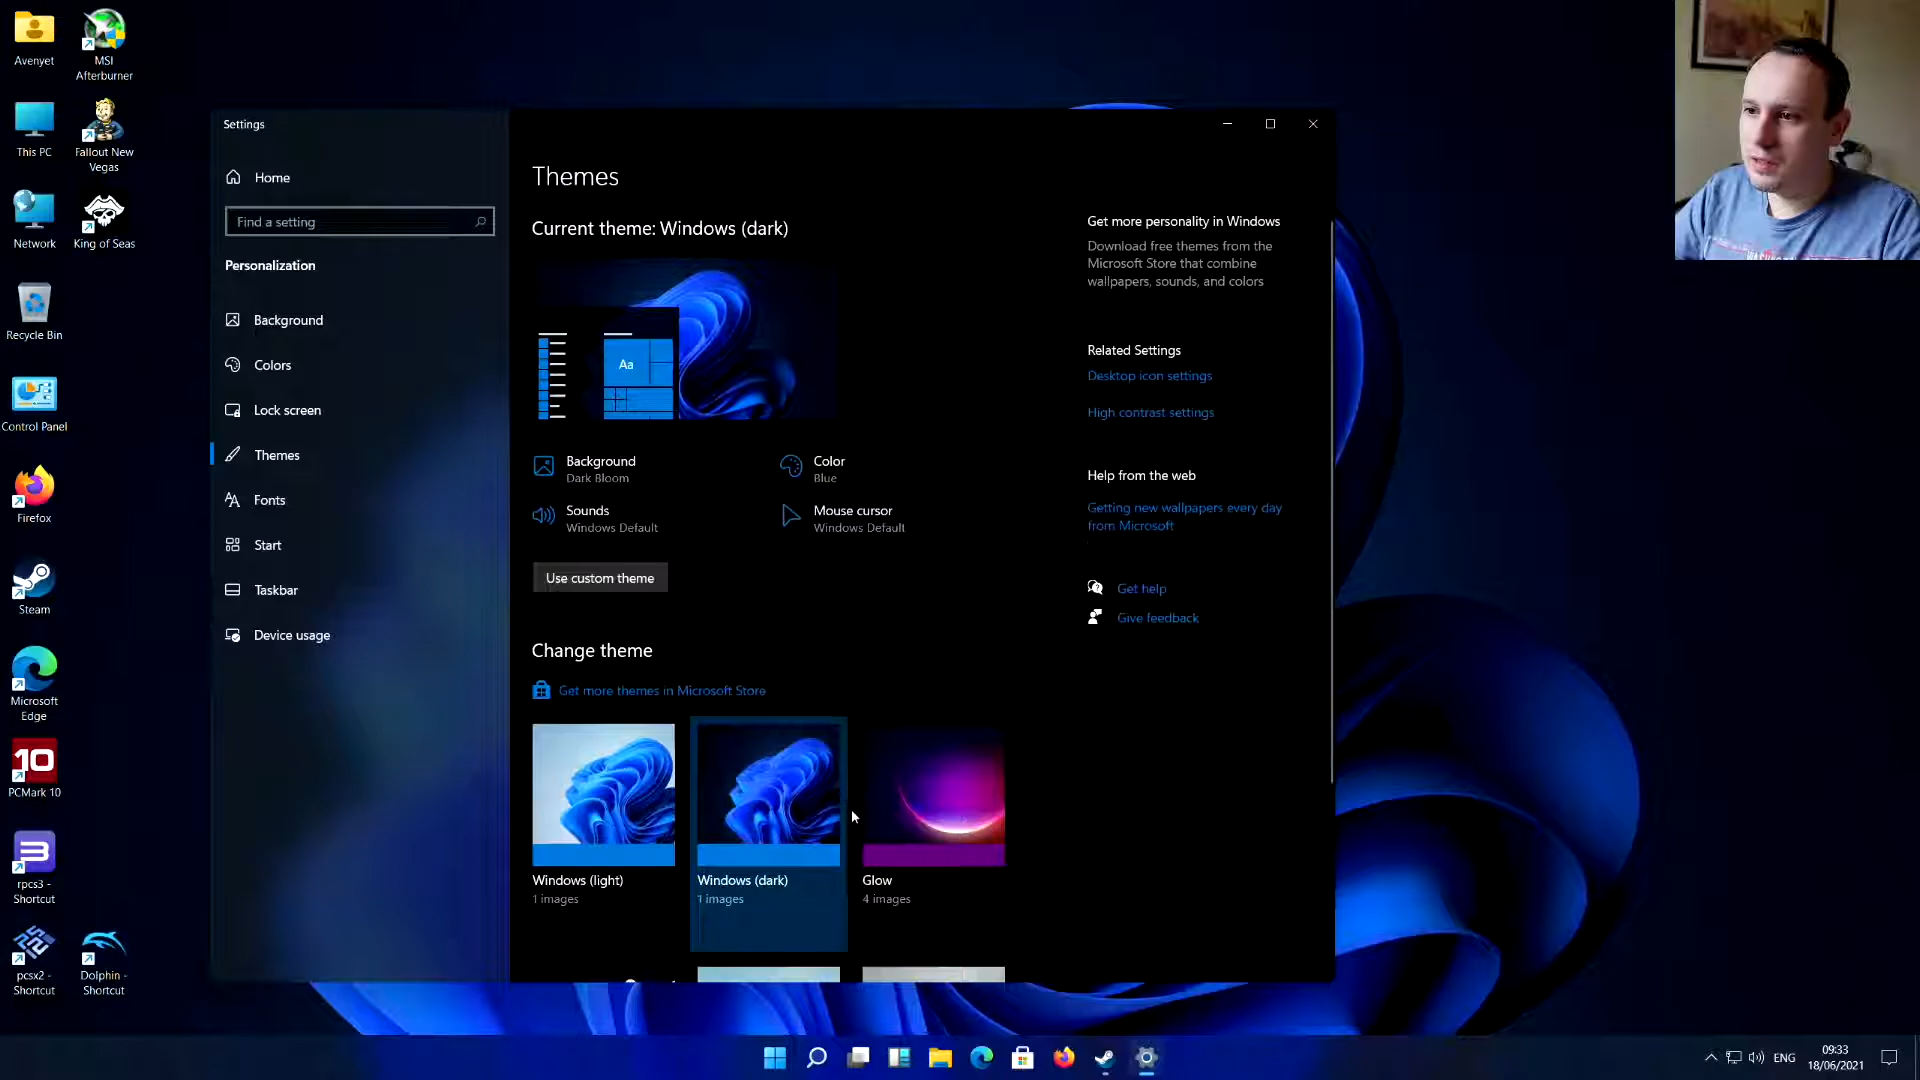 Avenyet
MSI
Afterburner
This PC
Fallout New
Vegas
Network
King of Seas
Recycle Bin
Control Panel
Firefox
Steam
Microsoft
Edge
10
PCMark 10
rpcs3 -
Shortcut
pcsx2 -
Shortcut
Dolphin -
Shortcut
Settings
Home
Find a setting
Personalization
Background
Colors
Lock screen
Themes
Fonts
Start
Taskbar
Device usage
Themes
Current theme: Windows (dark)
Aa
Background
Dark Bloom
Color
Blue
Sounds
Windows Default
Mouse cursor
Windows Default
Use custom theme
Change theme
Get more themes in Microsoft Store
Windows (light)
1 images
Windows (dark)
1 images
Glow
4 images
Get more personality in Windows
Download free themes from the
Microsoft Store that combine
wallpapers, sounds, and colors
Related Settings
Desktop icon settings
High contrast settings
Help from the web
Getting new wallpapers every day
from Microsoft
Get help
Give feedback
ENG
09:33
18/06/2021